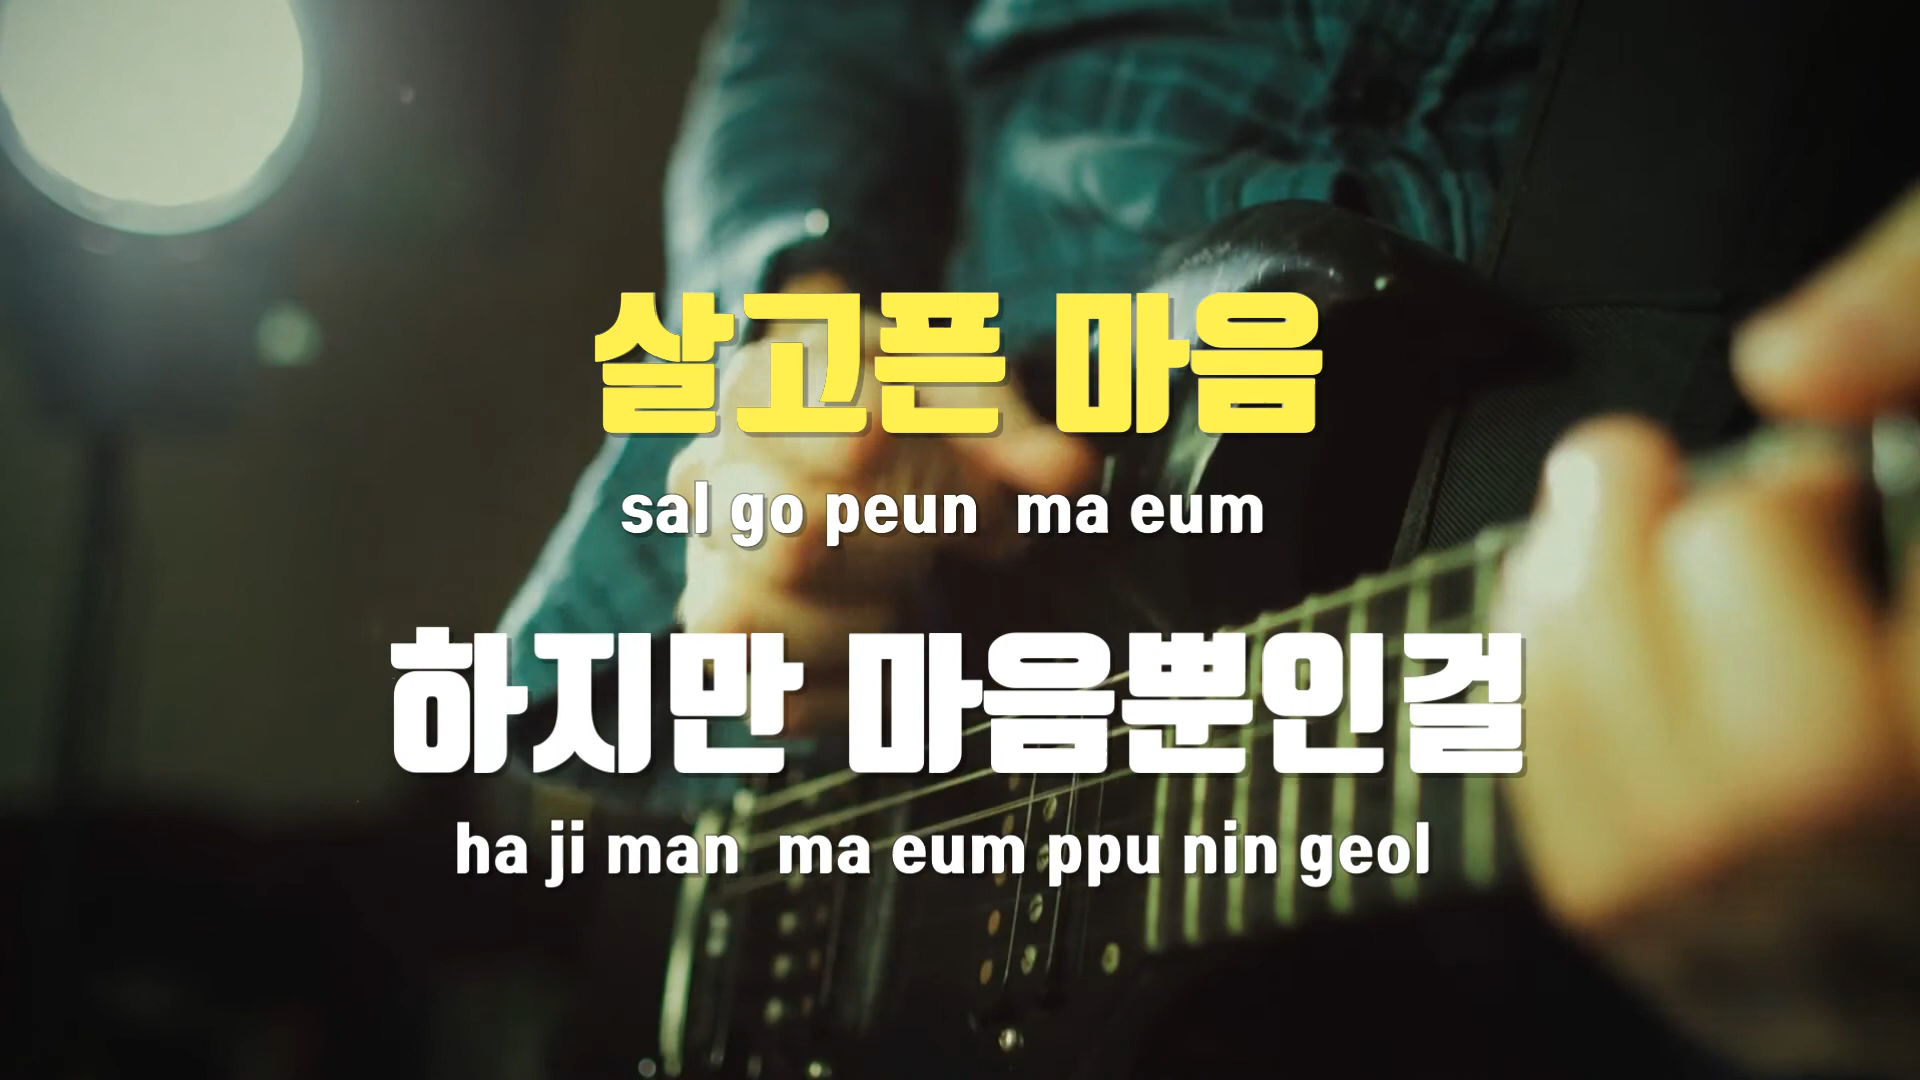 살고픈 마음
sal go peun  ma eum
하지만 마음뿐인걸
ha ji man  ma eum ppu nin geol